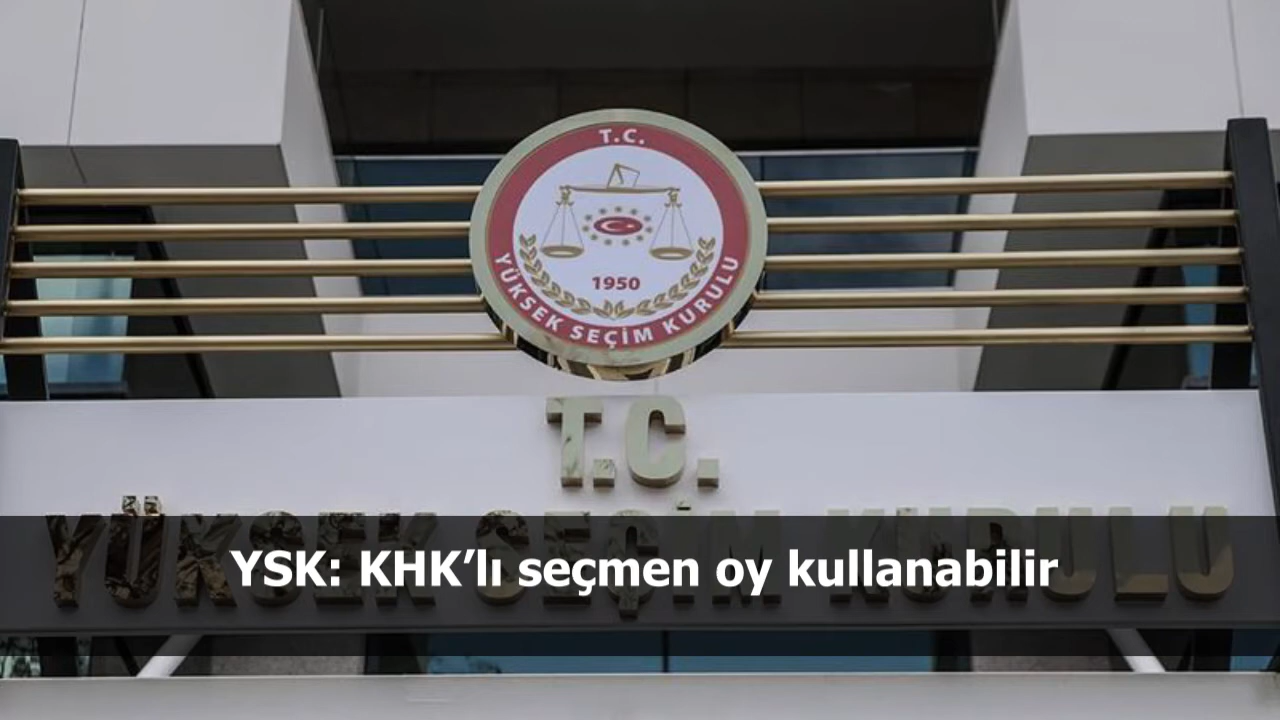 T.C.
1950
YÜKSEK SEÇİM KURULU
T.C.
YÜKSEK SEÇİM KURULU
YSK: KHK’lı seçmen oy kullanabilir